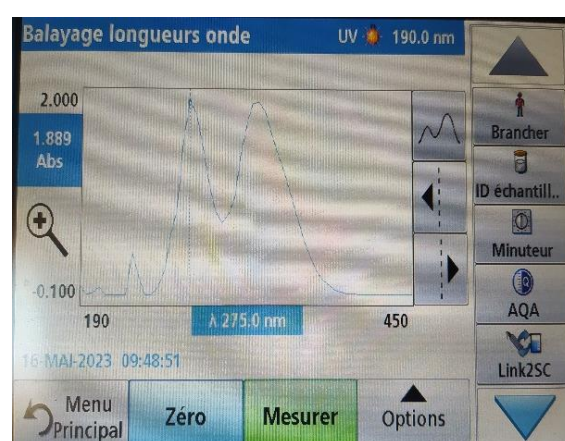 Balayage longueurs onde UV 190.0 nm
2.000
1.889
Abs
-0.100
190 λ 275.0 nm 450
16-MAI-2023 09:48:51
Menu
Principal
Zéro
Mesurer
Options
Brancher
ID échantill..
Minuteur
AQA
Link2SC